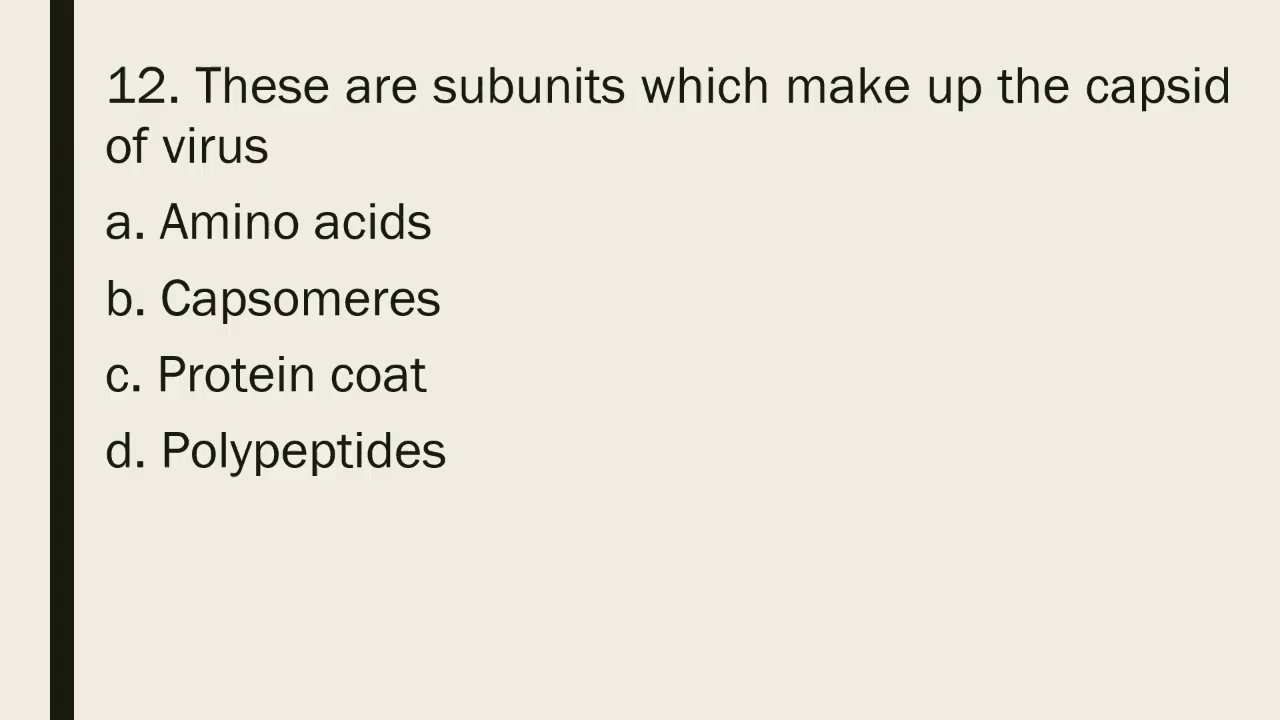 12. These are subunits which make up the capsid
of virus
a. Amino acids
b. Capsomeres
c. Protein coat
d. Polypeptides